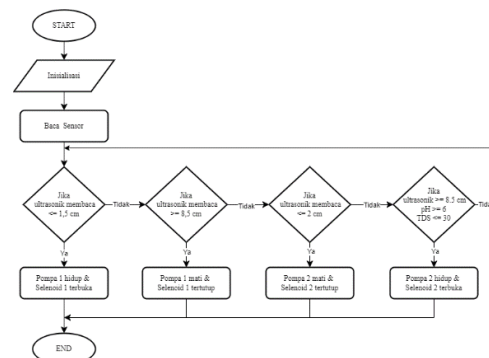 START
Inisialisasi
Baca Sensor
Jika
ultrasonik membaca
<= 1,5 cm
Tidak
Jika
ultrasonik membaca
>= 8,5 cm
Tidak
Jika
ultrasonik membaca
<= 2 cm
Tidak
Jika
ultrasonik >= 8.5 cm
pH >= 6
TDS <= 30
Tidak
Ya
Ya
Ya
Ya
Pompa 1 hidup &
Selenoid 1 terbuka
Pompa 1 mati &
Selenoid 1 tertutup
Pompa 2 mati &
Selenoid 2 tertutup
Pompa 2 hidup &
Selenoid 2 terbuka
END